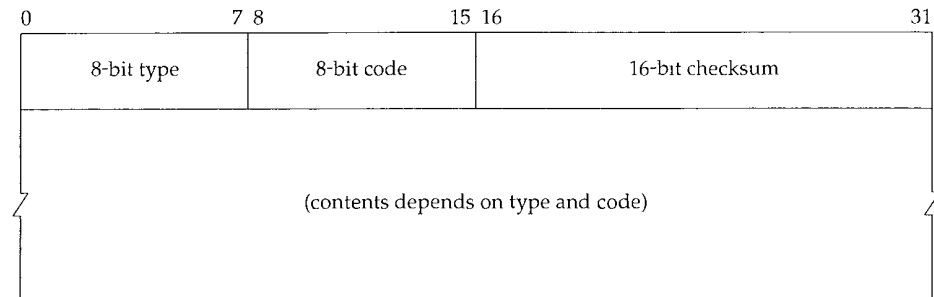 0 7 8 15 16 31
8-bit type 8-bit code 16-bit checksum
(contents depends on type and code)